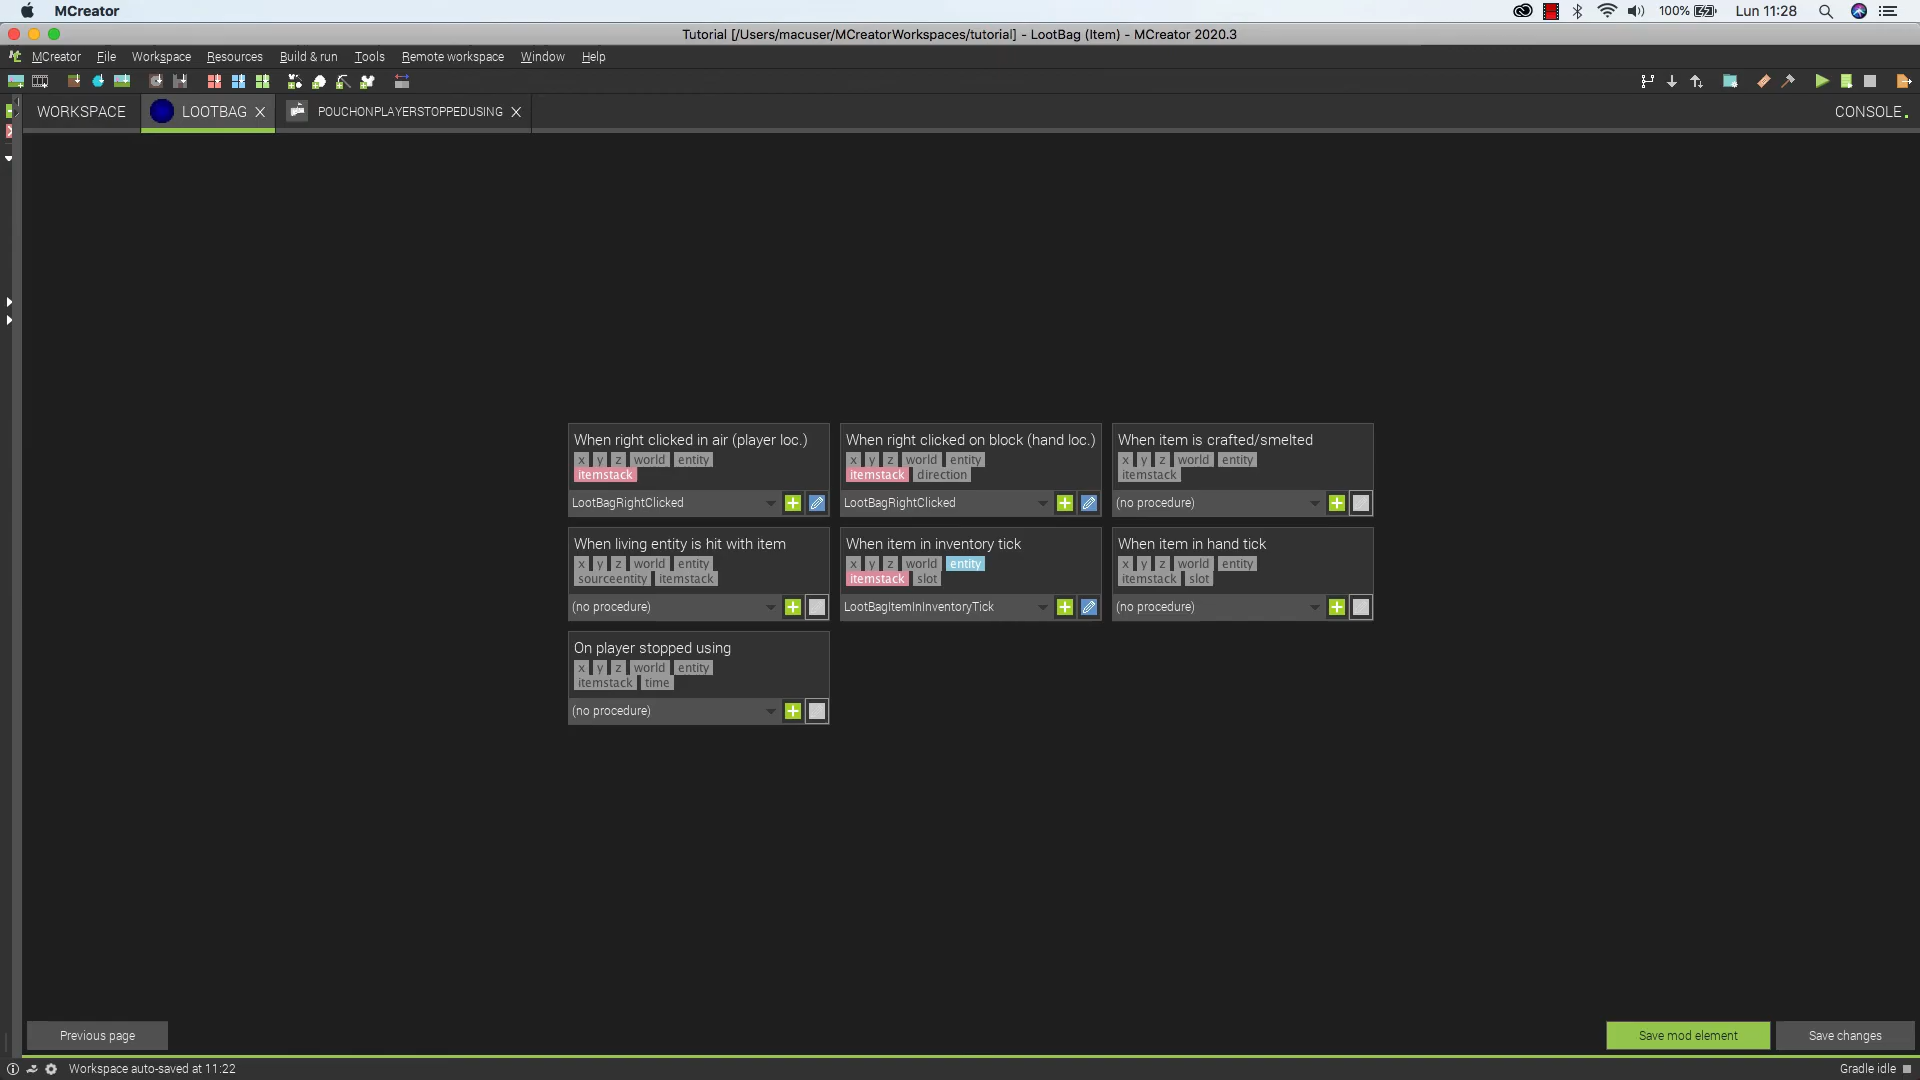 MCreator
100%
Lun 11:28
Tutorial [/Users/macuser/MCreatorWorkspaces/tutorial] - LootBag (Item) - MCreator 2020.3
MCreator File Workspace Resources Build & run Tools Remote workspace Window Help
WORKSPACE
LOOTBAG
POUCHONPLAYERSTOPPEDUSING
CONSOLE
When right clicked in air (player loc.)
x y z world entity
itemstack
LootBagRightClicked
When right clicked on block (hand loc.)
x y z world entity
itemstack direction
LootBagRightClicked
When item is crafted/smelted
x y z world entity
itemstack
(no procedure)
When living entity is hit with item
x y z world entity
sourceentity itemstack
(no procedure)
When item in inventory tick
x y z world entity
itemstack slot
LootBagItemInInventoryTick
When item in hand tick
x y z world entity
itemstack slot
(no procedure)
On player stopped using
x y z world entity
itemstack time
(no procedure)
Previous page
Save mod element
Save changes
Workspace auto-saved at 11:22
Gradle idle